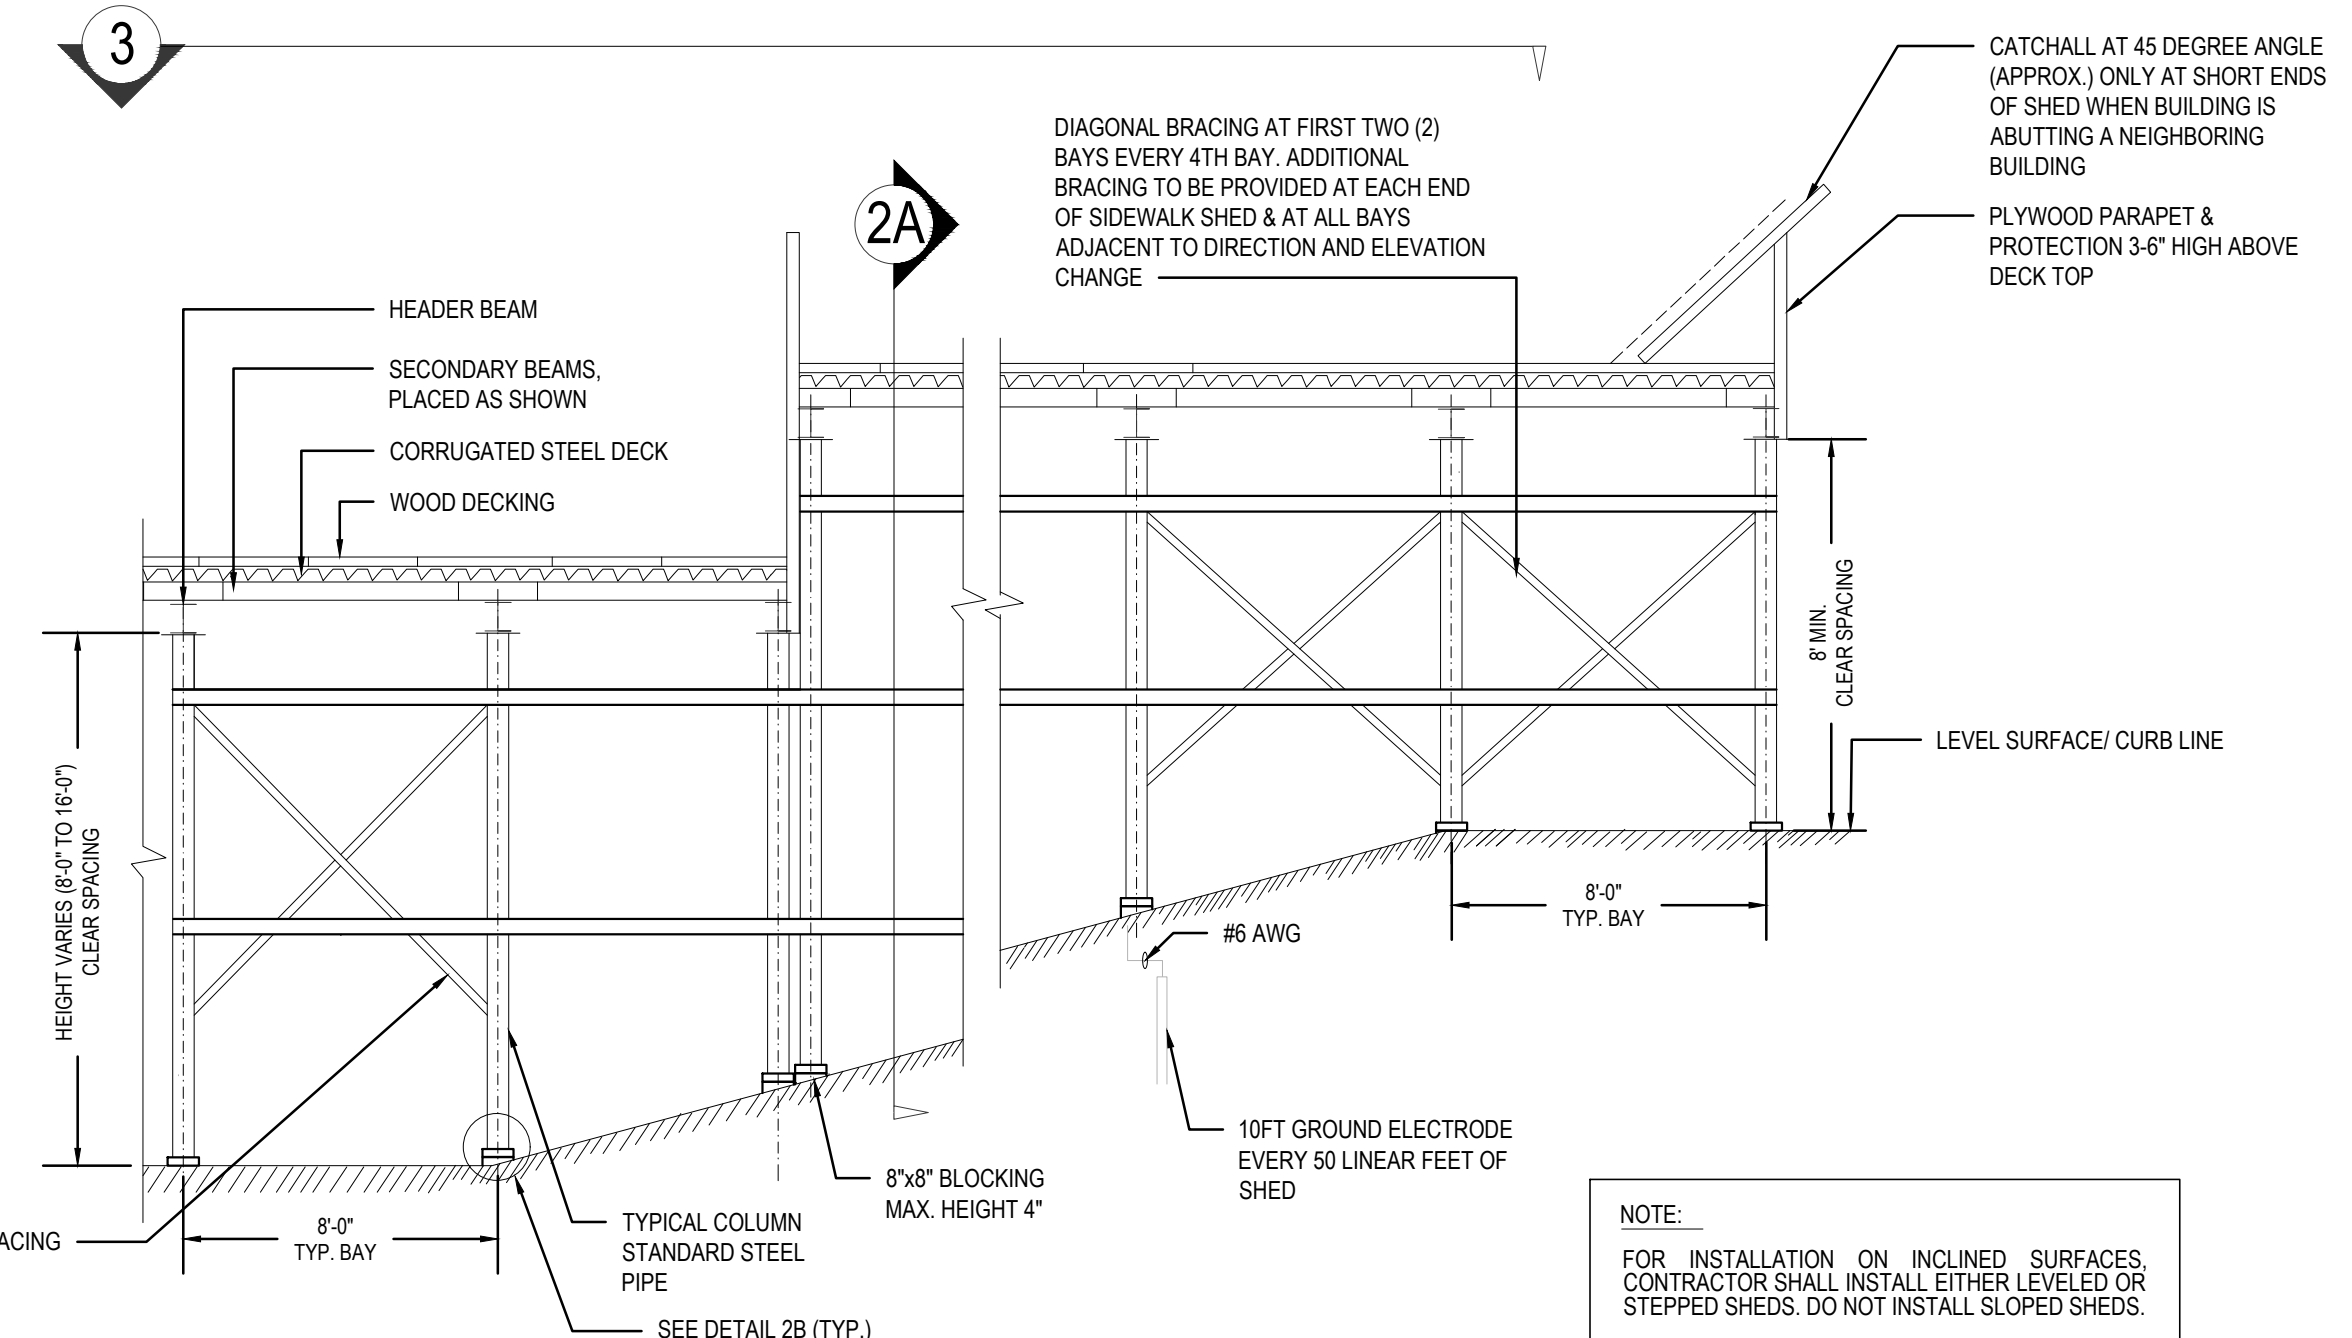 3
CATCHALL AT 45 DEGREE ANGLE
(APPROX.) ONLY AT SHORT ENDS
OF SHED WHEN BUILDING IS
ABUTTING A NEIGHBORING
BUILDING
DIAGONAL BRACING AT FIRST TWO (2)
BAYS EVERY 4TH BAY. ADDITIONAL
BRACING TO BE PROVIDED AT EACH END
OF SIDEWALK SHED & AT ALL BAYS
ADJACENT TO DIRECTION AND ELEVATION
CHANGE
2A
PLYWOOD PARAPET &
PROTECTION 3-6" HIGH ABOVE
DECK TOP
HEADER BEAM
SECONDARY BEAMS,
PLACED AS SHOWN
CORRUGATED STEEL DECK
WOOD DECKING
8' MIN.
CLEAR SPACING
LEVEL SURFACE/ CURB LINE
HEIGHT VARIES (8'-0" TO 16'-0")
CLEAR SPACING
8'-0"
TYP. BAY
#6 AWG
10FT GROUND ELECTRODE
EVERY 50 LINEAR FEET OF
SHED
8"x8" BLOCKING
MAX. HEIGHT 4"
ACING
8'-0"
TYP. BAY
TYPICAL COLUMN
STANDARD STEEL
PIPE
SEE DETAIL 2B (TYP.)
NOTE:
FOR INSTALLATION ON INCLINED SURFACES,
CONTRACTOR SHALL INSTALL EITHER LEVELED OR
STEPPED SHEDS. DO NOT INSTALL SLOPED SHEDS.